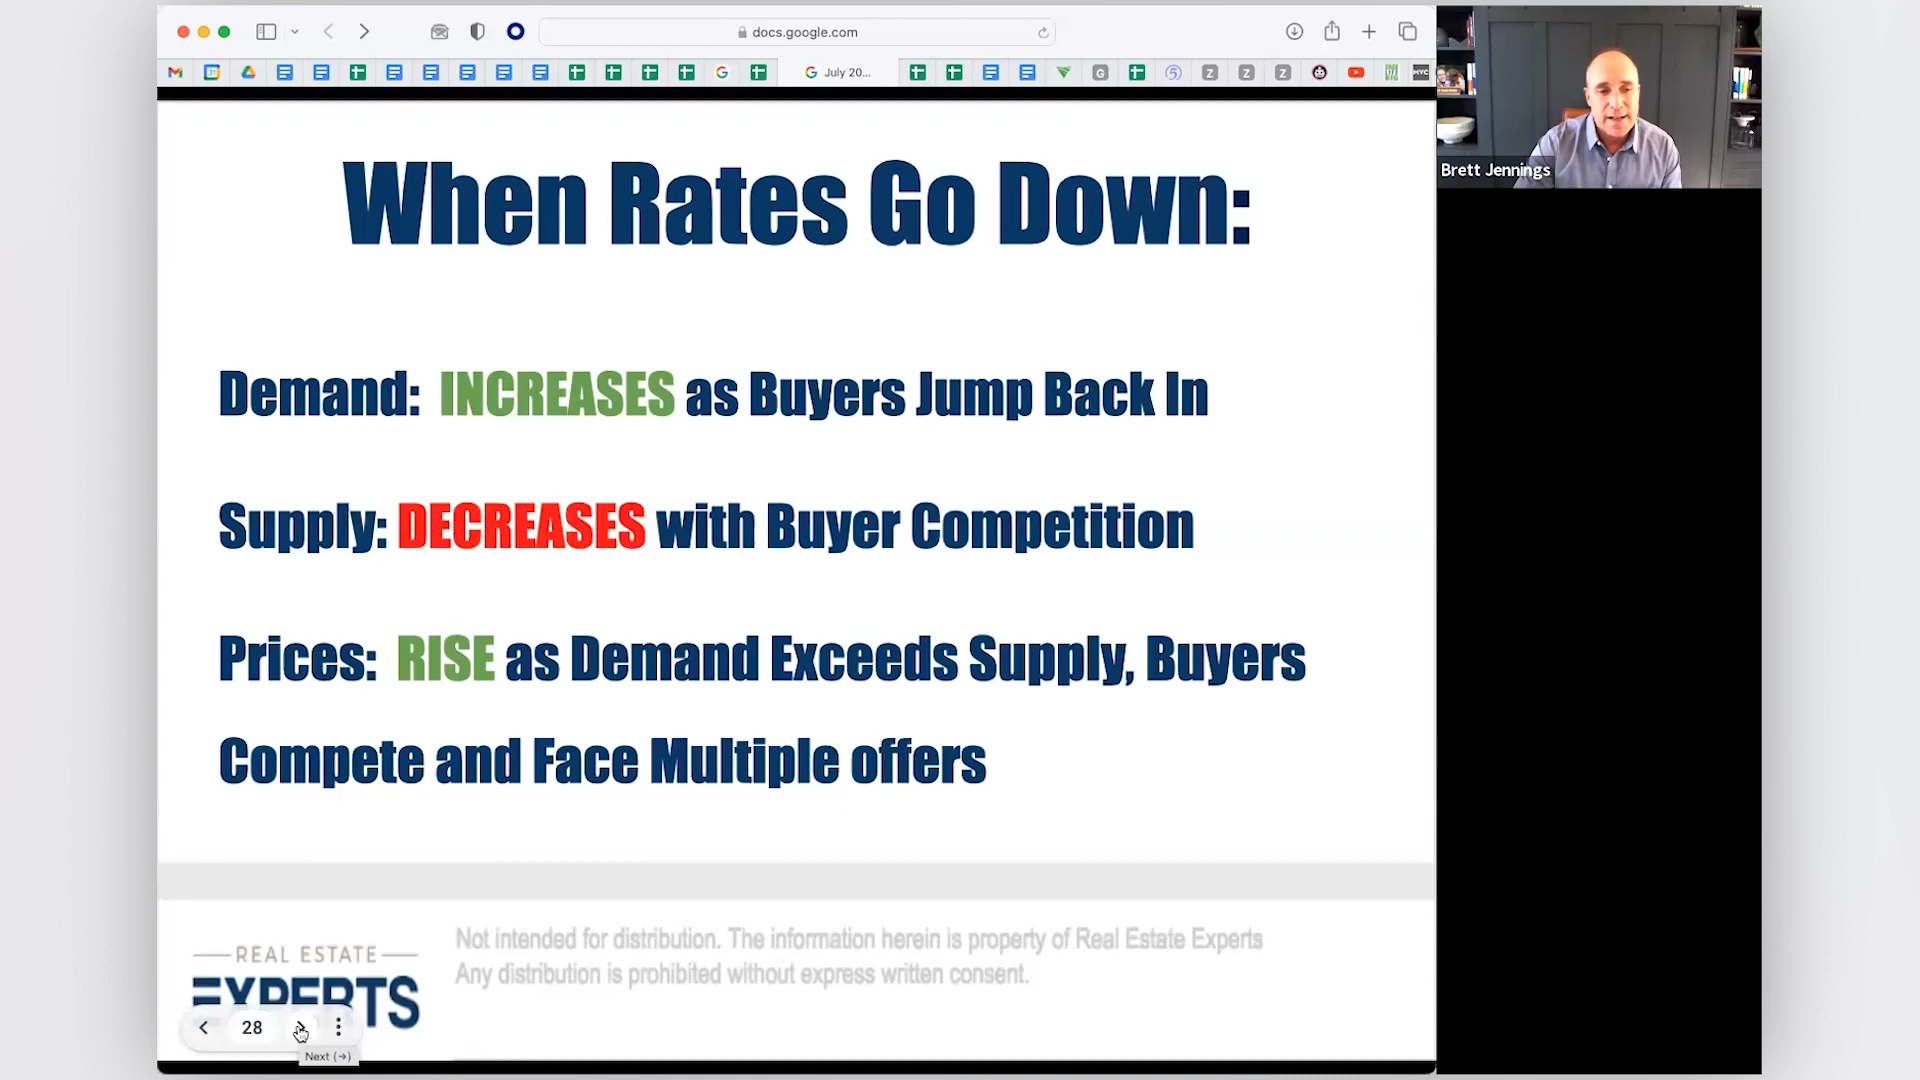 docs.google.com
July 20...
Brett Jennings
When Rates Go Down:
Demand: INCREASES as Buyers Jump Back In
Supply: DECREASES with Buyer Competition
Prices: RISE as Demand Exceeds Supply, Buyers
Compete and Face Multiple offers
REAL ESTATE
EXPERTS
Not intended for distribution. The information herein is property of Real Estate Experts
Any distribution is prohibited without express written consent.
28
Next (→)